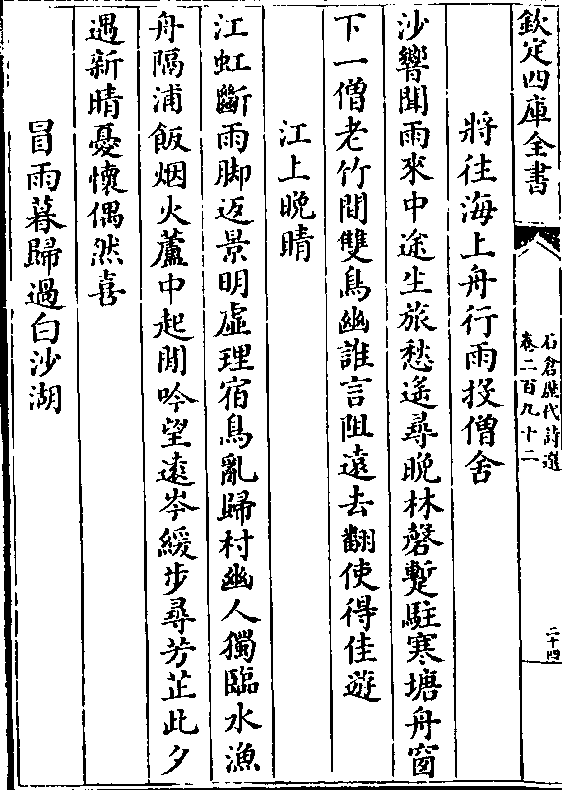 欽定四庫全書
石倉歷代詩選
卷二百九十二
二十四
將往海上舟行雨投僧舍
沙響聞雨來中途生旅愁遥尋晚林磬暫駐寒塘舟窗
下一僧老竹間雙鳥幽誰言阻遠去翻使得佳遊
江上晚晴
江虹斷雨脚返景明虚理宿鳥亂歸村幽人獨臨水漁
舟隔浦飯烟火蘆中起閒吟望遠岑緩步尋芳芷此夕
遇新晴憂懷偶然喜
冒雨暮歸過白沙湖